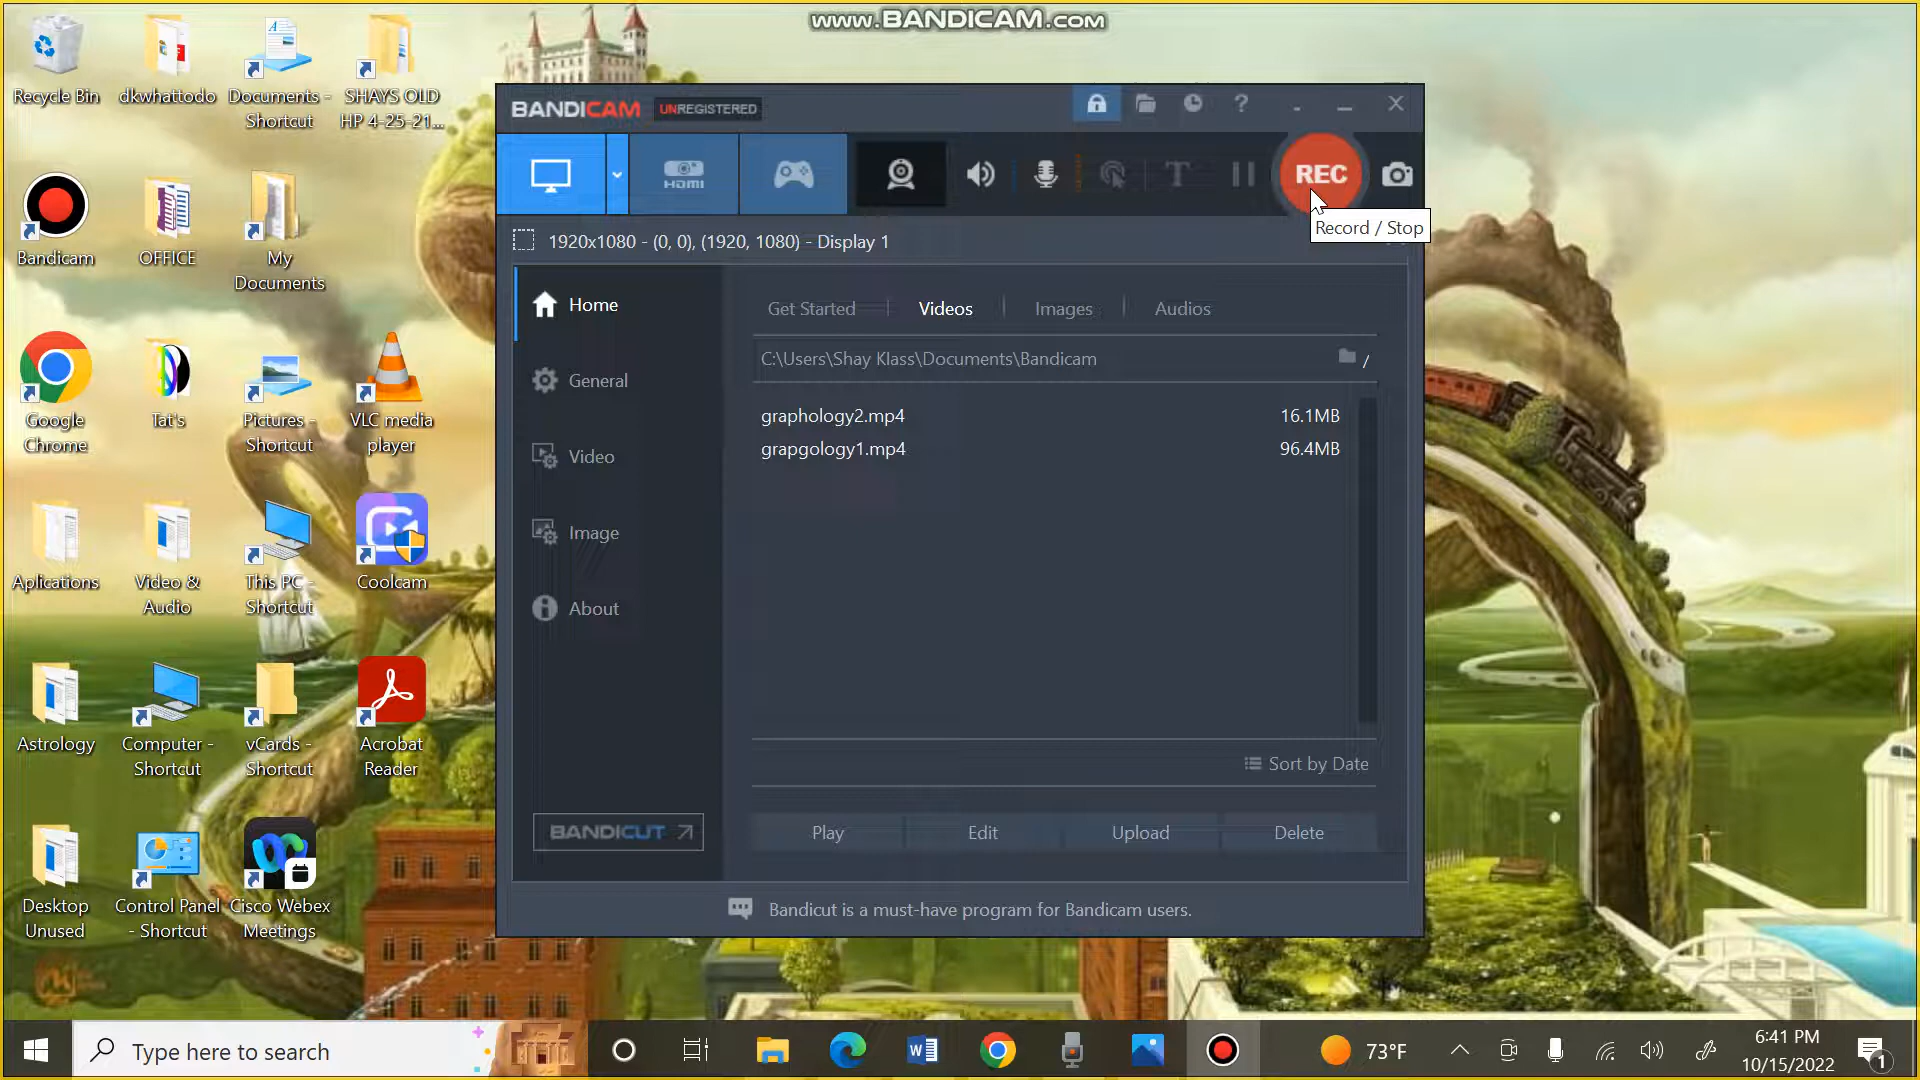 www.BANDICAM.com
Recycle Bin
dkwhattodo
Documents - Shortcut
SHAYS OLD HP 4-25-21...
Bandicam
OFFICE
My Documents
Google Chrome
Tat's
Pictures - Shortcut
VLC media player
Aplications
Video & Audio
This PC - Shortcut
Coolcam
Astrology
Computer - Shortcut
vCards - Shortcut
Acrobat Reader
Desktop Unused
Control Panel - Shortcut
Cisco Webex Meetings
BANDICAM UNREGISTERED
?
HDMI
T
REC
Record / Stop
1920x1080 - (0, 0), (1920, 1080) - Display 1
Home
General
Video
Image
About
BANDICUT
Get Started
Videos
Images
Audios
C:\Users\Shay Klass\Documents\Bandicam
/
graphology2.mp4 16.1MB
grapgology1.mp4 96.4MB
Sort by Date
Play
Edit
Upload
Delete
Bandicut is a must-have program for Bandicam users.
Type here to search
W
73°F
6:41 PM
10/15/2022
1